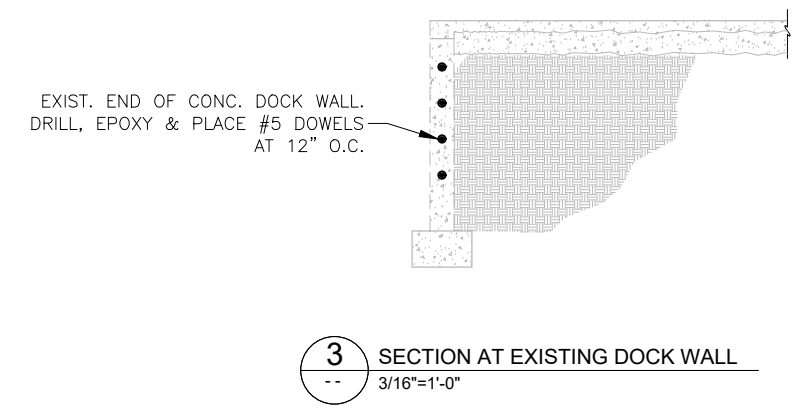 EXIST. END OF CONC. DOCK WALL.
DRILL, EPOXY & PLACE #5 DOWELS
AT 12" O.C.
3
SECTION AT EXISTING DOCK WALL
--
3/16"=1'-0"